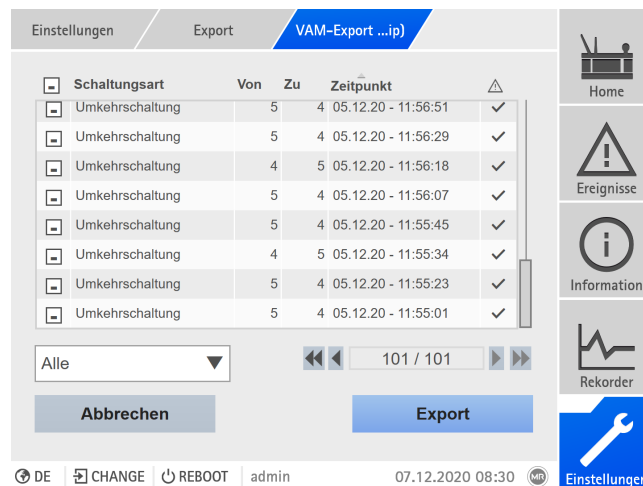 Einstellungen Export VAM-Export ...ip)
Schaltungsart Von Zu Zeitpunkt
Umkehrschaltung 5 4 05.12.20 - 11:56:51
Umkehrschaltung 5 4 05.12.20 - 11:56:29
Umkehrschaltung 4 5 05.12.20 - 11:56:18
Umkehrschaltung 5 4 05.12.20 - 11:56:07
Umkehrschaltung 5 4 05.12.20 - 11:55:45
Umkehrschaltung 4 5 05.12.20 - 11:55:34
Umkehrschaltung 5 4 05.12.20 - 11:55:23
Umkehrschaltung 5 4 05.12.20 - 11:55:01
Alle 101 / 101
Abbrechen Export
DE CHANGE REBOOT admin 07.12.2020 08:30 MR
Home
Ereignisse
Information
Rekorder
Einstellungen